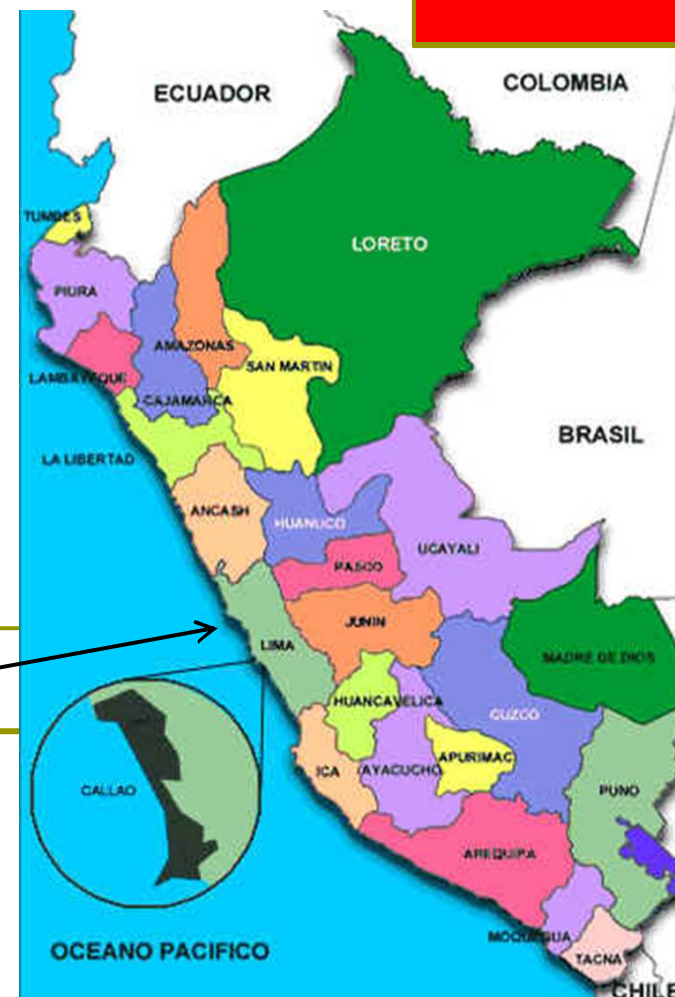 COLOMBIA
ECUADOR
TUMBES
LORETO
PIURA
AMAZONAS
SAN MARTIN
LAMBAYEQUE
CAJAMARCA
BRASIL
LA LIBERTAD
ANCASH
HUANUCO
UCAYALI
PASCO
JUNIN
LIMA
MADRE DE DIOS
HUANCAVELICA
CUZCO
APURIMAC
ICA
AYACUCHO
CALLAO
PUNO
AREQUIPA
MOQUEGUA
OCEANO PACIFICO
TACNA
CHILE